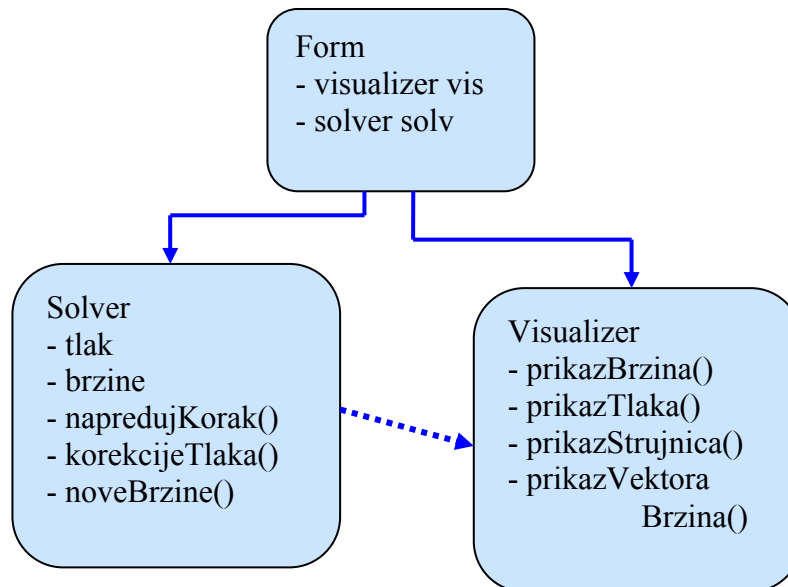 Form
- visualizer vis
- solver solv
Solver
- tlak
- brzine
- napredujKorak()
- korekcijeTlaka()
- noveBrzine()
Visualizer
- prikazBrzina()
- prikazTlaka()
- prikazStrujnica()
- prikazVektora
Brzina()